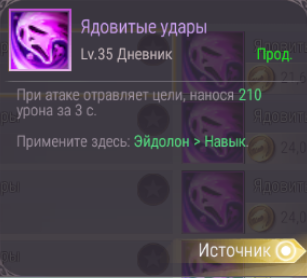 Ядовитые удары
Lv.35 Дневник
Прод.
При атаке отравляет цели, нанося 210
урона за 3 с.
Примените здесь: Эйдолон > Навык.
Источник